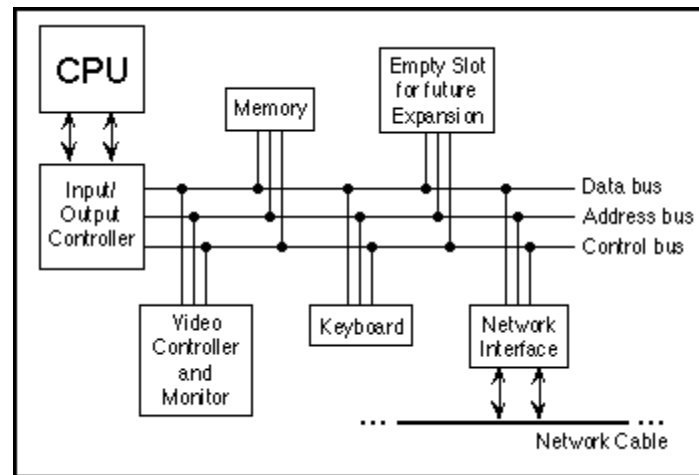 CPU
Memory
Empty Slot
for future
Expansion
Input/
Output
Controller
Data bus
Address bus
Control bus
Video
Controller
and
Monitor
Keyboard
Network
Interface
...
...
Network Cable